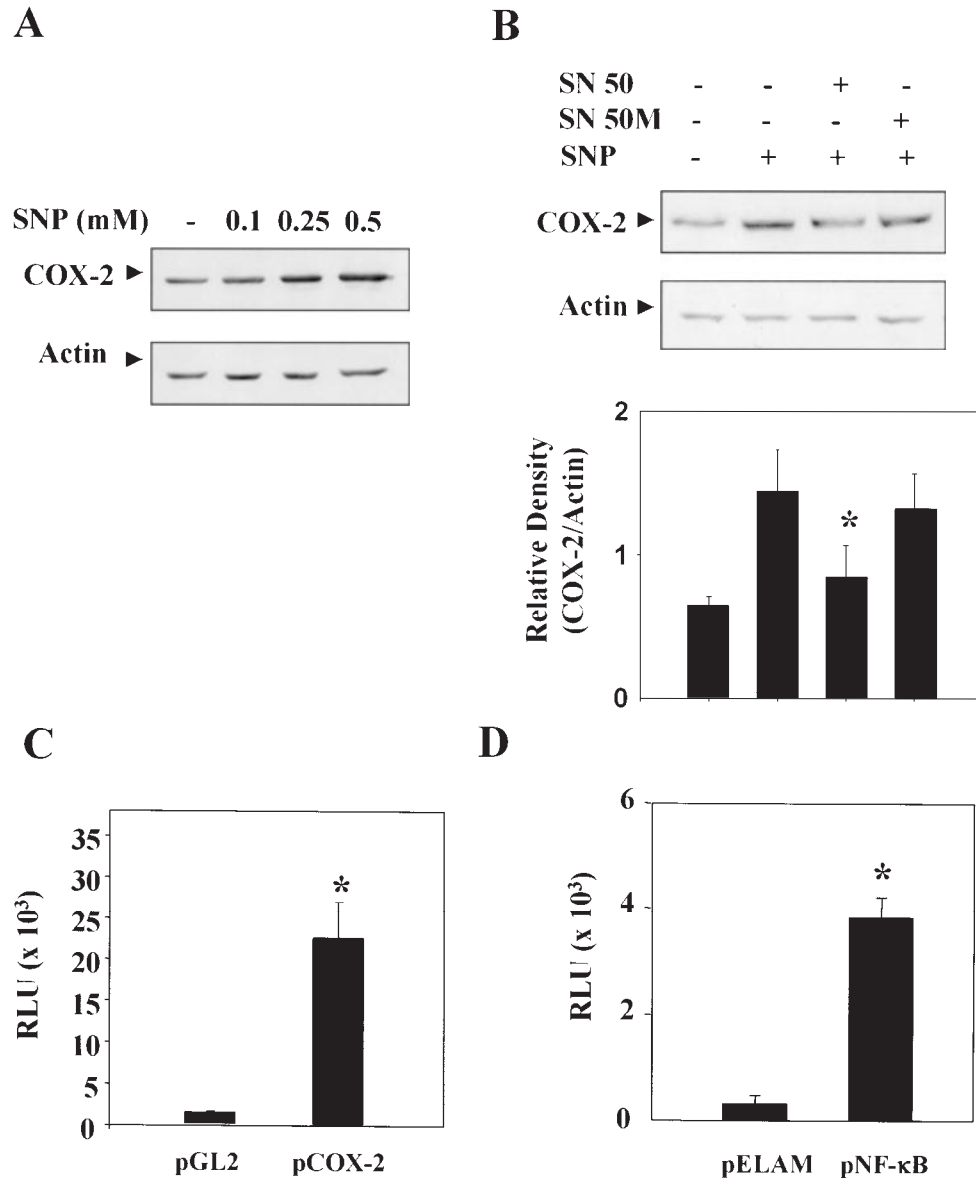 A
SNP (mM) - 0.1 0.25 0.5
COX-2
Actin
B
SN 50 - - + -
SN 50M - - - +
SNP - + + +
COX-2
Actin
Relative Density
(COX-2/Actin)
2
1
0
*
C
RLU (x 10³)
35
30
25
20
15
10
5
0
*
pGL2 pCOX-2
D
RLU (x 10³)
6
4
2
0
*
pELAM pNF-κB